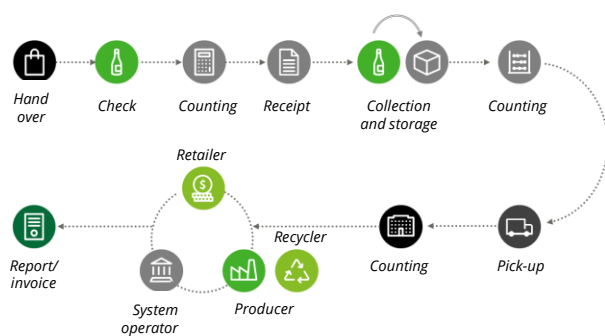 Hand
over
Check
Counting
Receipt
Collection
and storage
Counting
Retailer
Recycler
Report/
invoice
System
operator
Producer
Counting
Pick-up